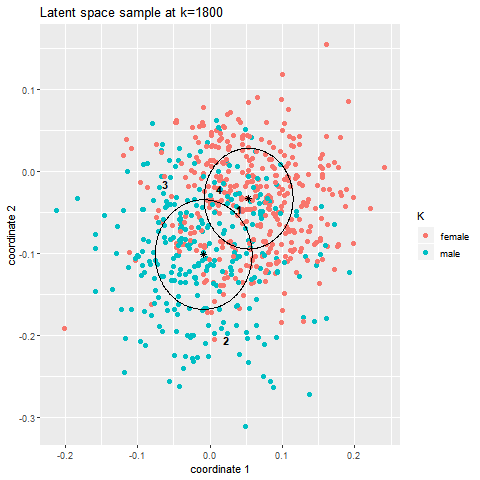 Latent space sample at k=1800
0.1
0.0
-0.1
-0.2
-0.3
coordinate 2
3
4
1
2
-0.2
-0.1
0.0
0.1
0.2
coordinate 1
K
female
male